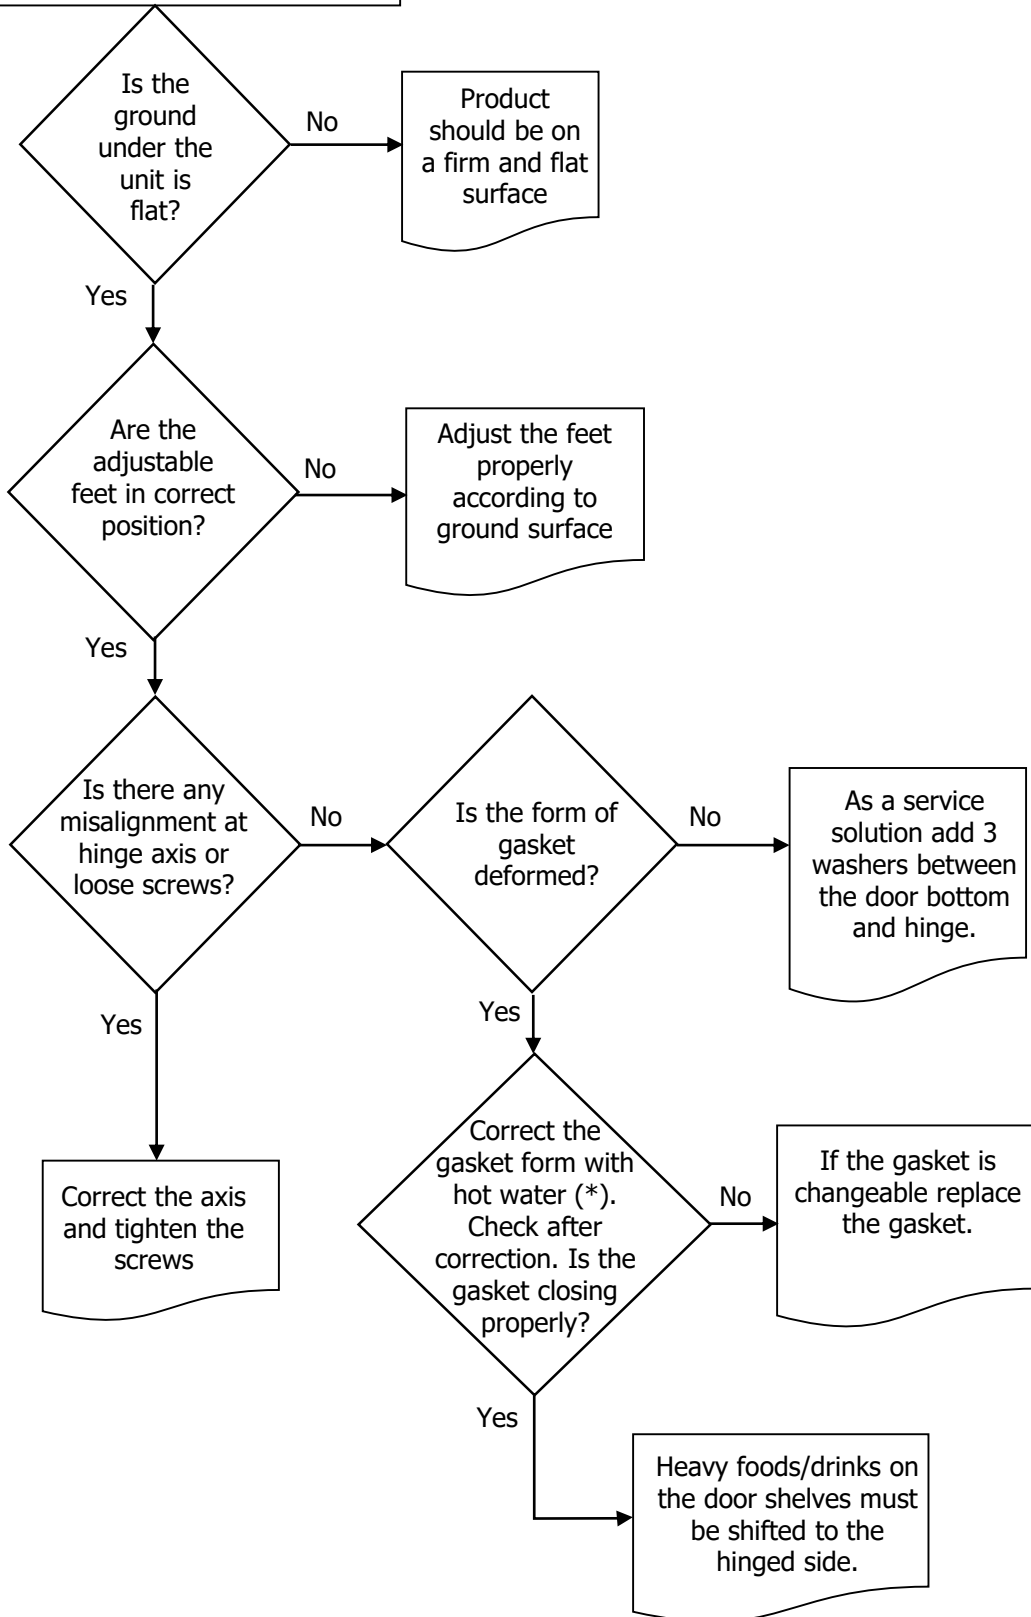 Is the
ground
under the
unit is
flat?
No
Product
should be on
a firm and flat
surface
Yes
Are the
adjustable
feet in correct
position?
No
Adjust the feet
properly
according to
ground surface
Yes
Is there any
misalignment at
hinge axis or
loose screws?
No
Is the form of
gasket
deformed?
No
As a service
solution add 3
washers between
the door bottom
and hinge.
Yes
Correct the axis
and tighten the
screws
Yes
Correct the
gasket form with
hot water (*).
Check after
correction. Is the
gasket closing
properly?
No
If the gasket is
changeable replace
the gasket.
Yes
Heavy foods/drinks on
the door shelves must
be shifted to the
hinged side.